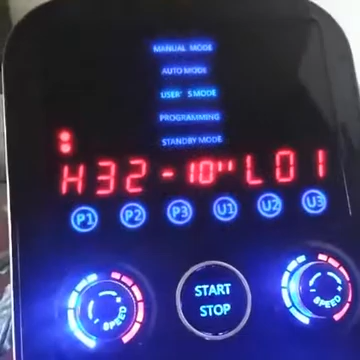 MANUAL MODE
AUTO MODE
USER'S MODE
PROGRAMMING
STANDBY MODE
H32-10" L01
P1 P2 P3 U1 U2 U3
SPEED
START
STOP
SPEED